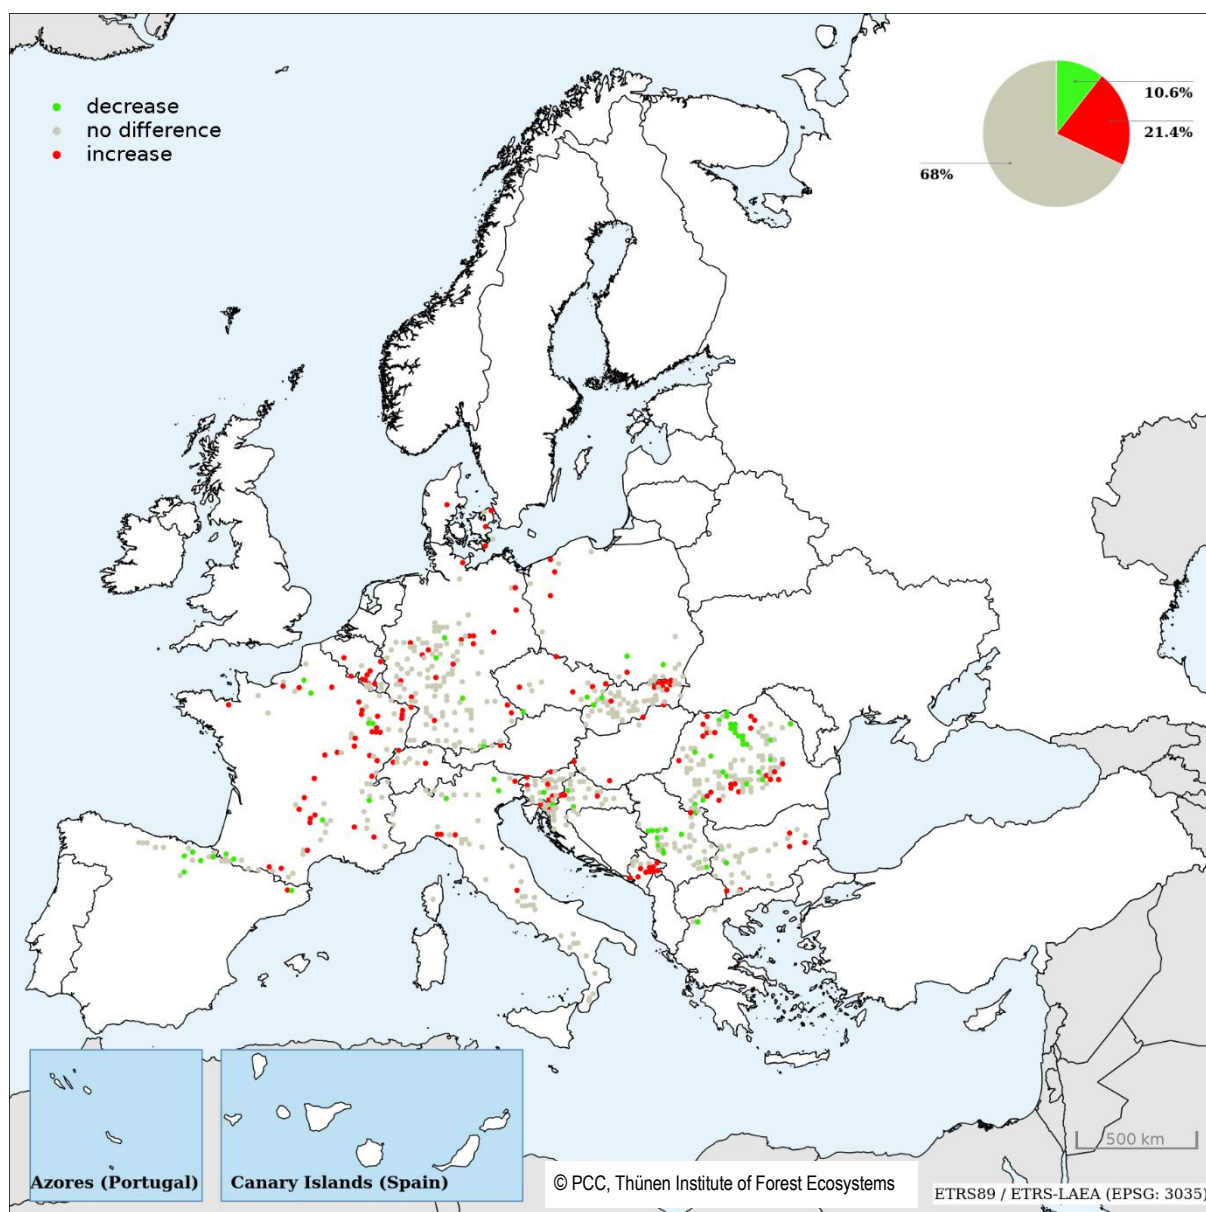 decrease
no difference
increase
10.6%
21.4%
68%
500 km
Azores (Portugal)
Canary Islands (Spain)
© PCC, Thünen Institute of Forest Ecosystems
ETRS89 / ETRS-LAEA (EPSG: 3035)